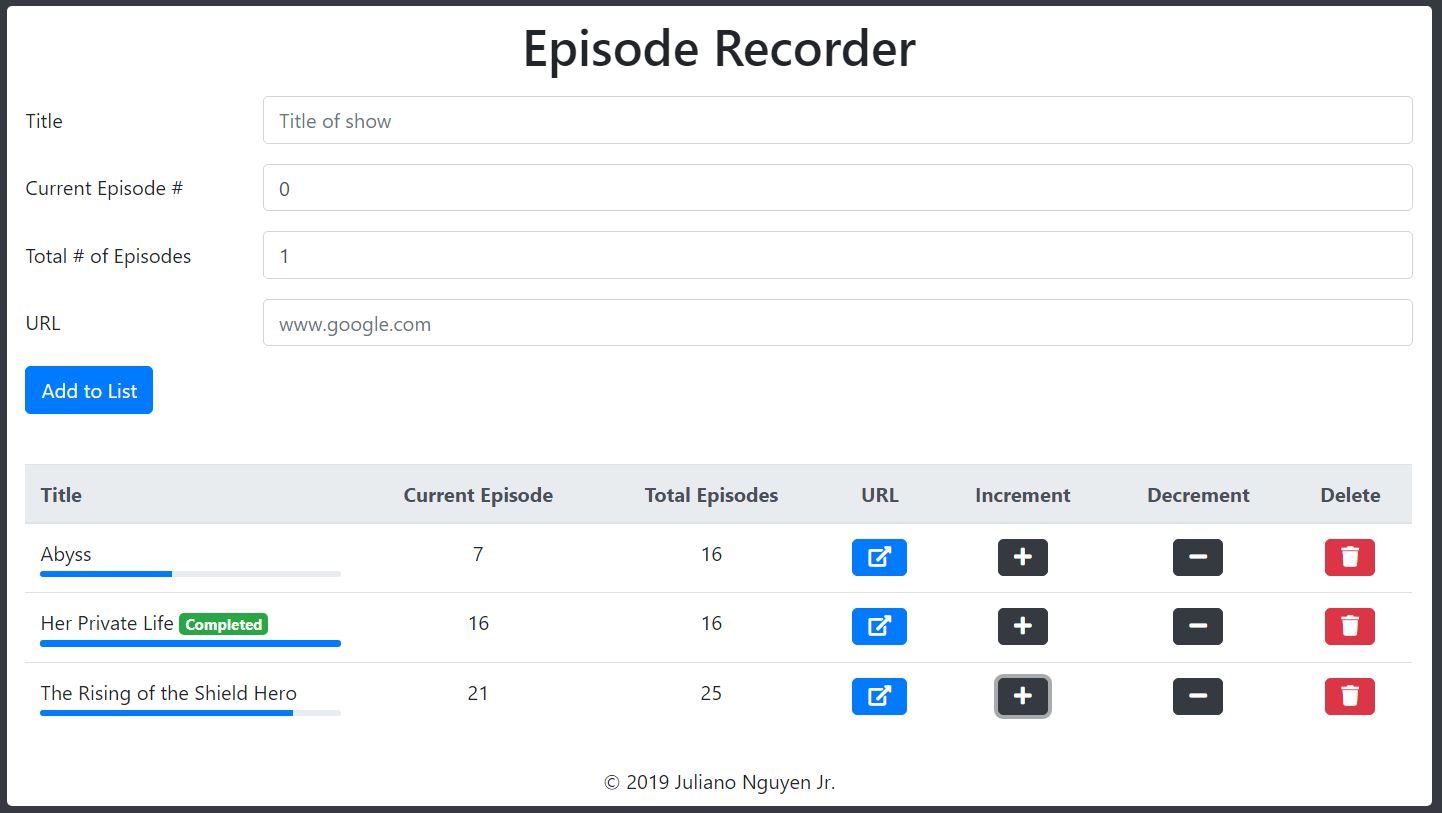 Episode Recorder
Title Title of show
Current Episode # 0
Total # of Episodes 1
URL www.google.com
Add to List
Title Current Episode Total Episodes URL Increment Decrement Delete
Abyss 7 16
Her Private Life Completed 16 16
The Rising of the Shield Hero 21 25
© 2019 Juliano Nguyen Jr.